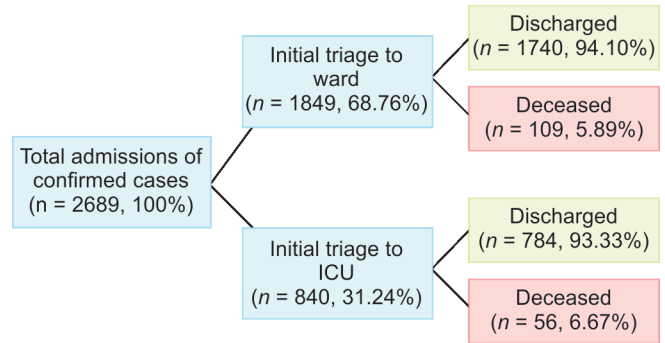 Total admissions of
confirmed cases
(n = 2689, 100%)
Initial triage to
ward
(n = 1849, 68.76%)
Discharged
(n = 1740, 94.10%)
Deceased
(n = 109, 5.89%)
Initial triage to
ICU
(n = 840, 31.24%)
Discharged
(n = 784, 93.33%)
Deceased
(n = 56, 6.67%)